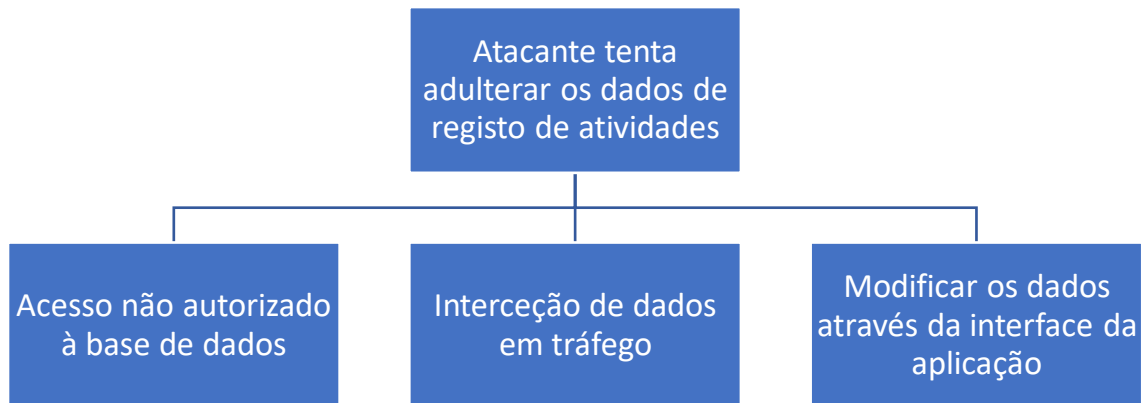 Atacante tenta
adulterar os dados de
registo de atividades
Acesso não autorizado
à base de dados
Interceção de dados
em tráfego
Modificar os dados
através da interface da
aplicação